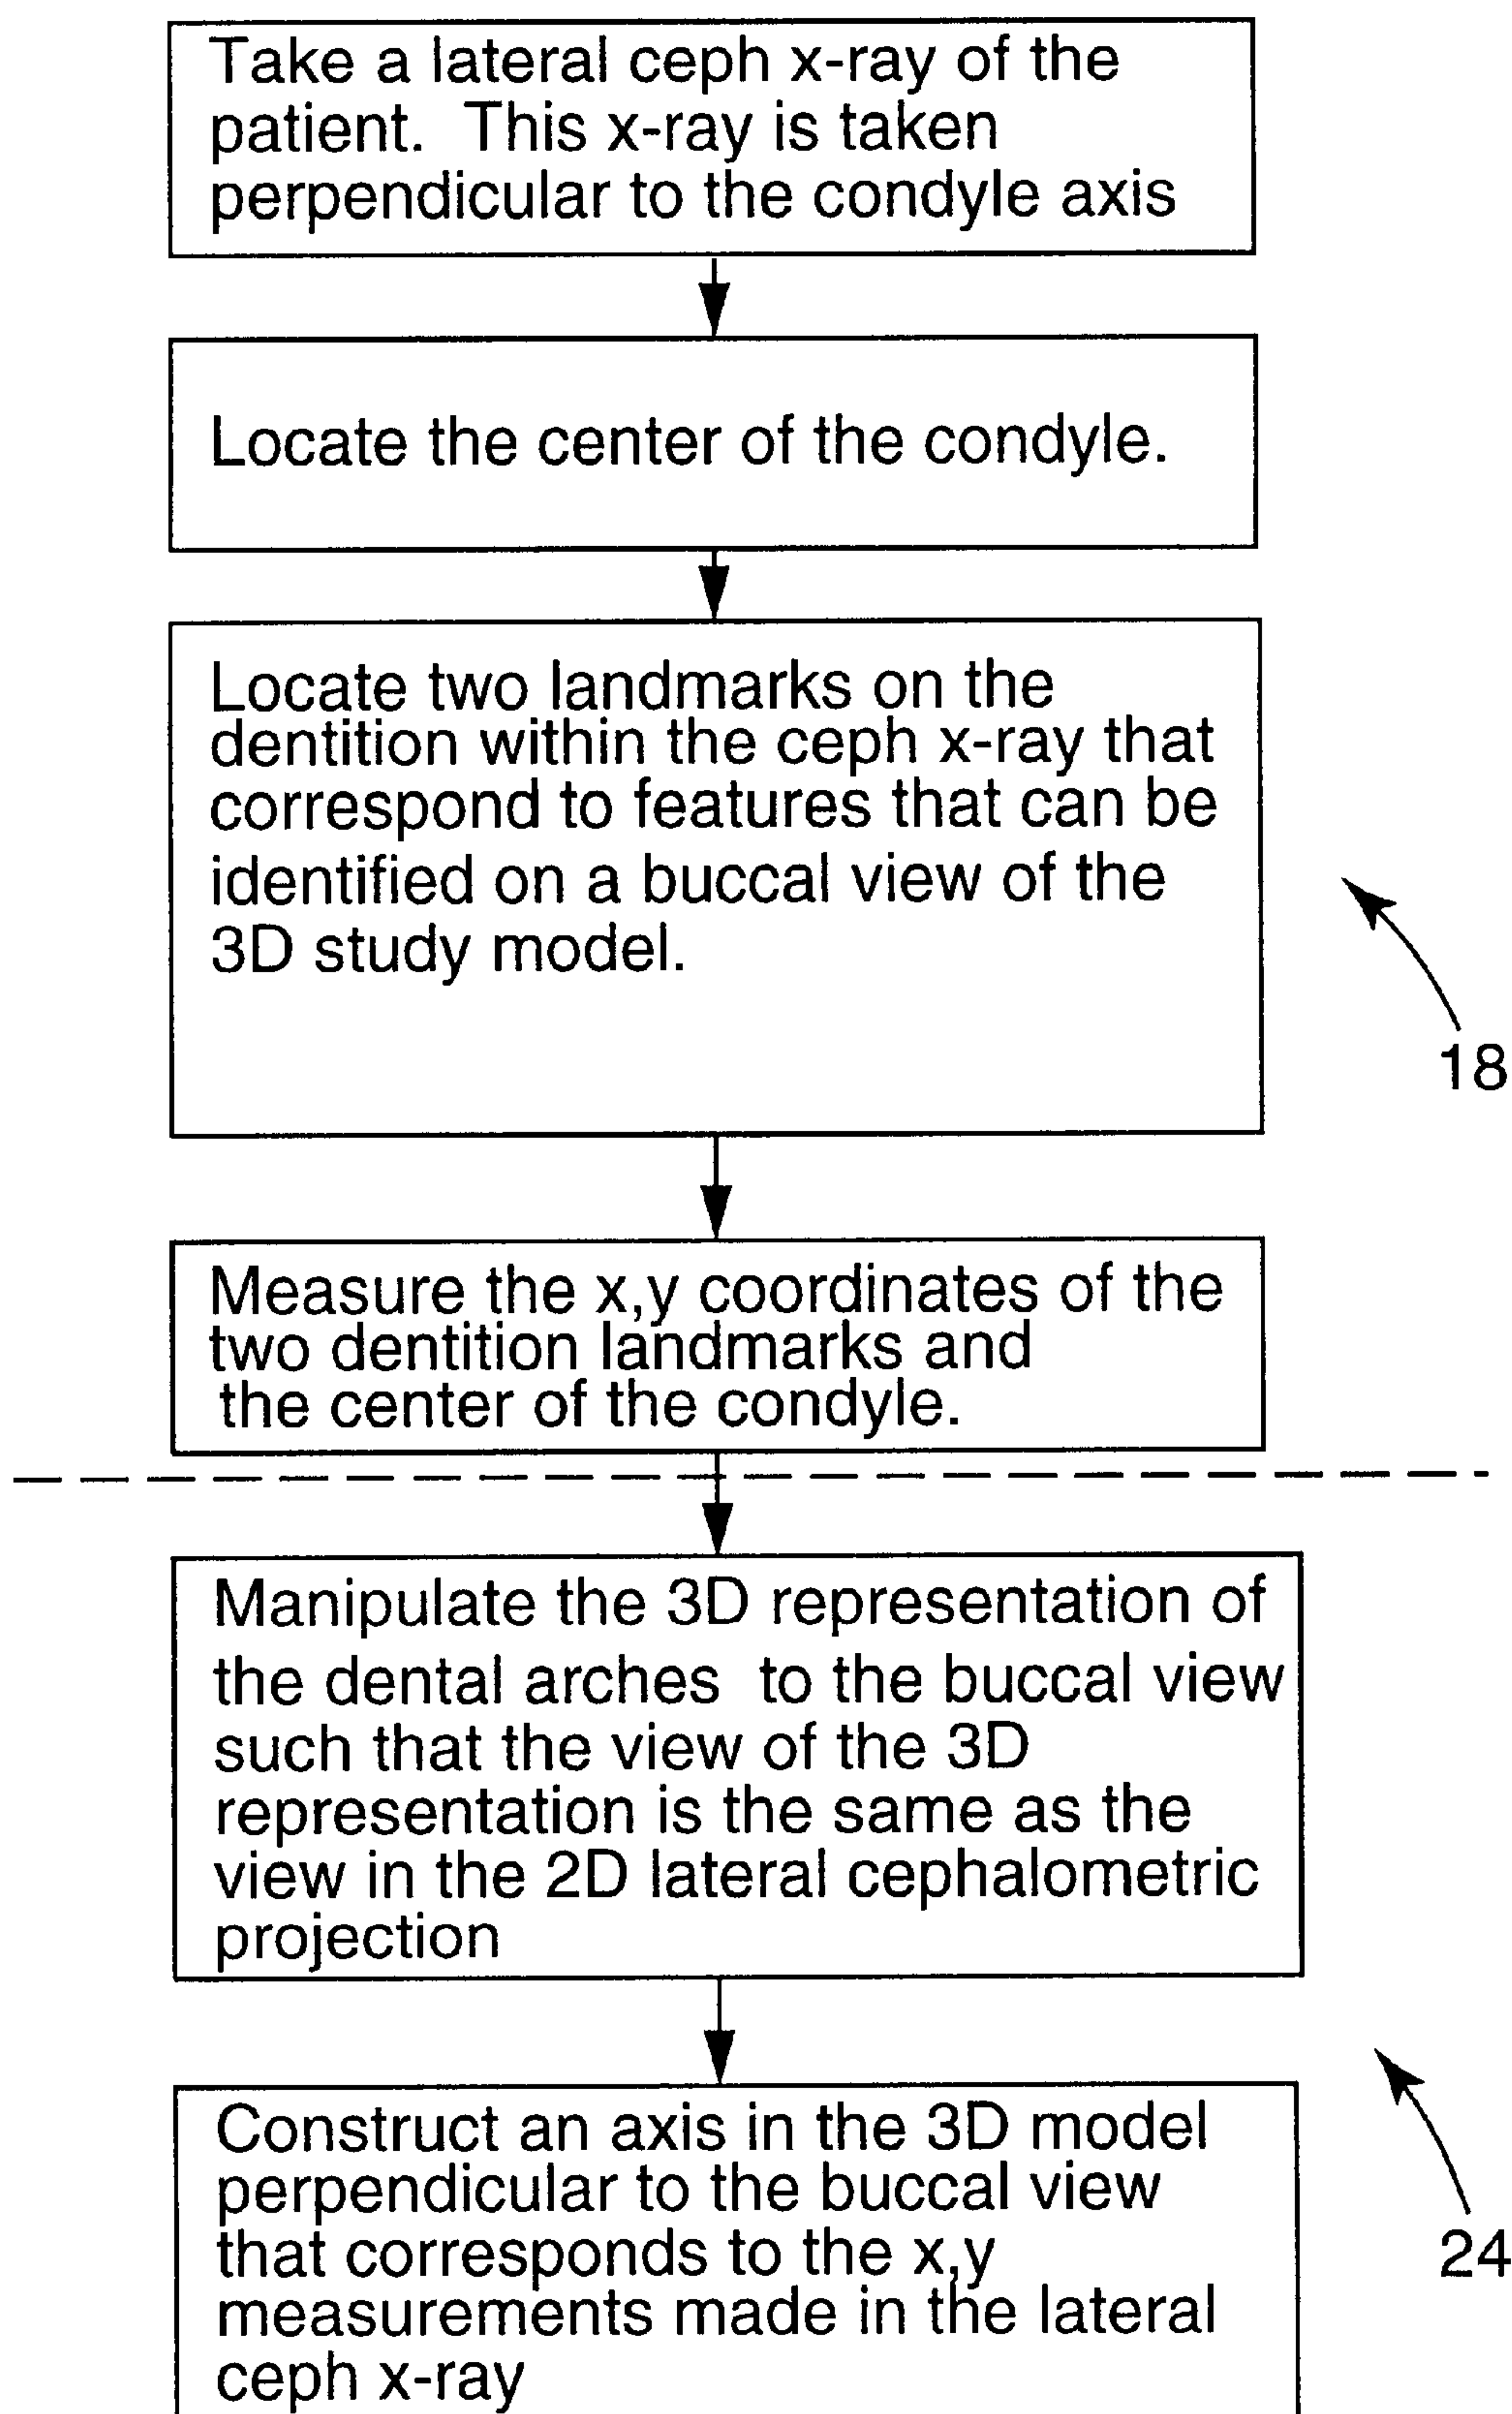 Take a lateral ceph x-ray of the
patient. This x-ray is taken
perpendicular to the condyle axis
Locate the center of the condyle.
Locate two landmarks on the
dentition within the ceph x-ray that
correspond to features that can be
identified on a buccal view of the
3D study model.
18
Measure the x,y coordinates of the
two dentition landmarks and
the center of the condyle.
Manipulate the 3D representation of
the dental arches to the buccal view
such that the view of the 3D
representation is the same as the
view in the 2D lateral cephalometric
projection
Construct an axis in the 3D model
perpendicular to the buccal view
that corresponds to the x,y
measurements made in the lateral
ceph x-ray
24